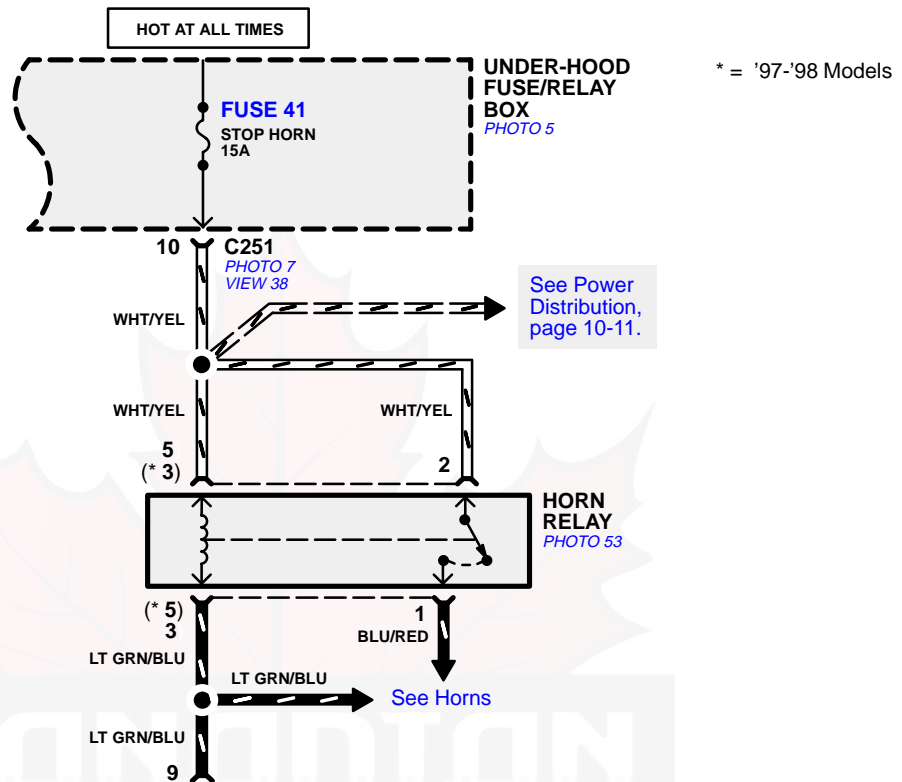 HOT AT ALL TIMES
UNDER-HOOD
FUSE/RELAY
BOX
PHOTO 5
* = '97-'98 Models
FUSE 41
STOP HORN
15A
10
C251
PHOTO 7
VIEW 38
WHT/YEL
See Power
Distribution,
page 10-11.
WHT/YEL
WHT/YEL
5
(* 3)
2
HORN
RELAY
PHOTO 53
(* 5)
3
1
BLU/RED
LT GRN/BLU
LT GRN/BLU
See Horns
LT GRN/BLU
9